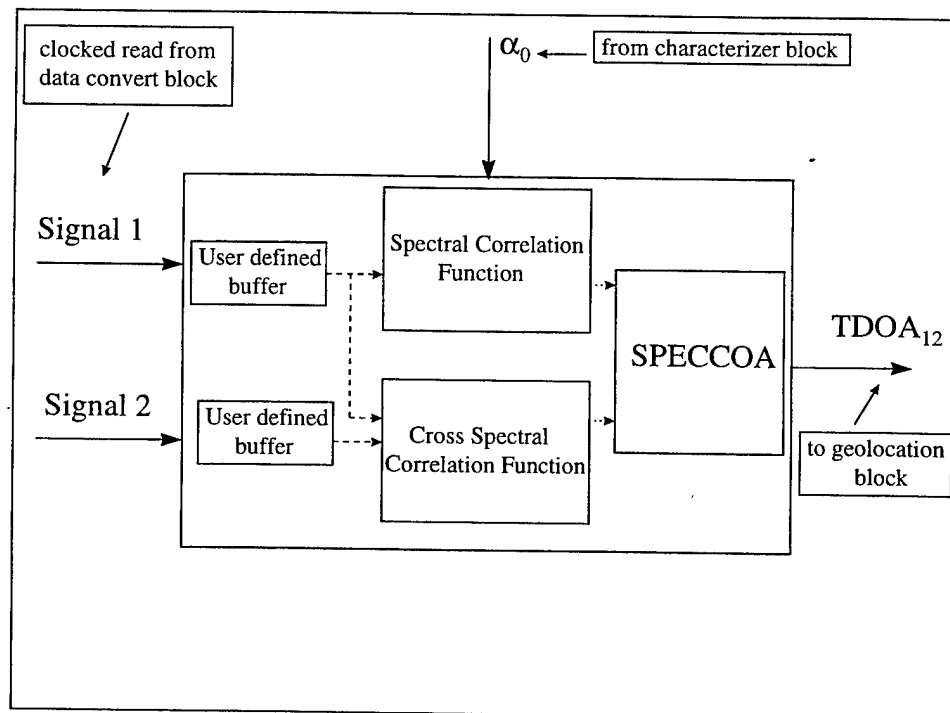 clocked read from
data convert block
α₀
from characterizer block
Signal 1
User defined
buffer
Spectral Correlation
Function
SPECCOA
TDOA₁₂
Signal 2
User defined
buffer
Cross Spectral
Correlation Function
to geolocation
block